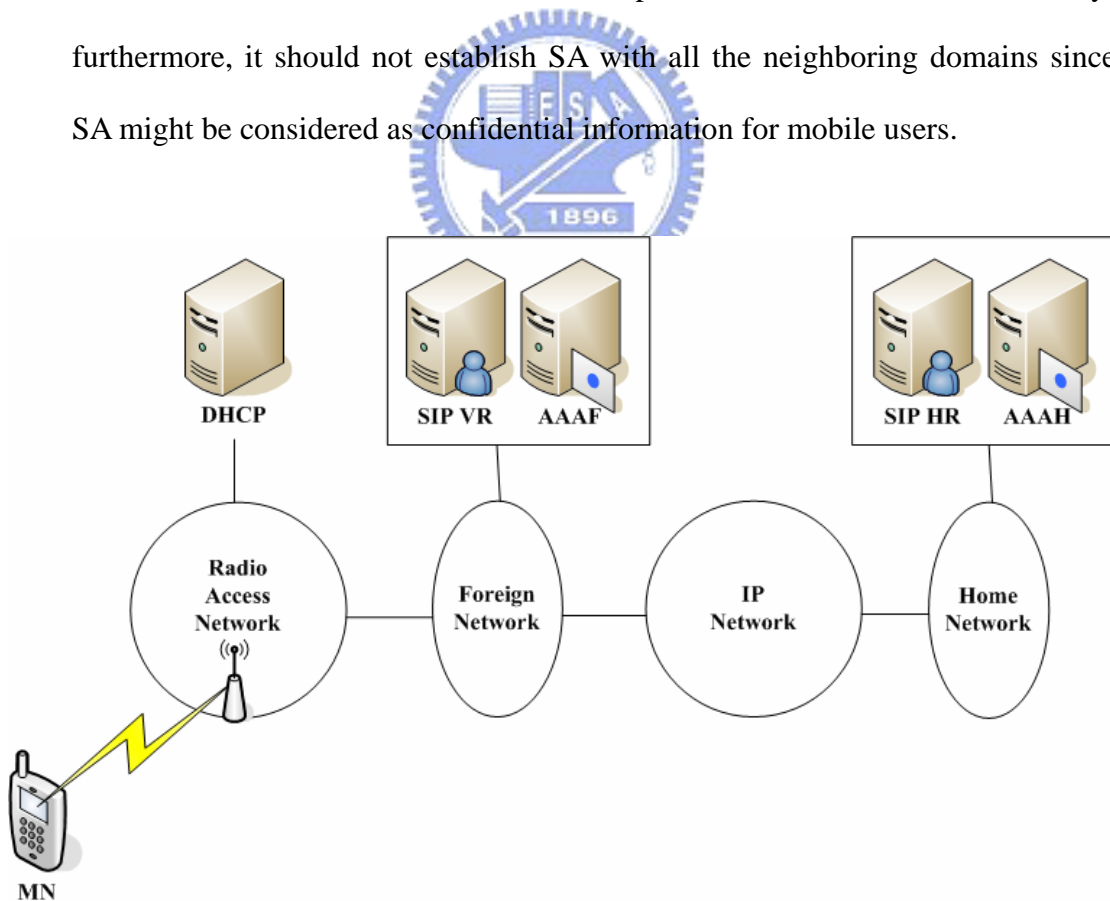 furthermore, it should not establish SA with all the neighboring domains since
SA might be considered as confidential information for mobile users.
ESA
1896
DHCP
SIP VR
AAAF
SIP HR
AAAH
Radio
Access
Network
Foreign
Network
IP
Network
Home
Network
MN